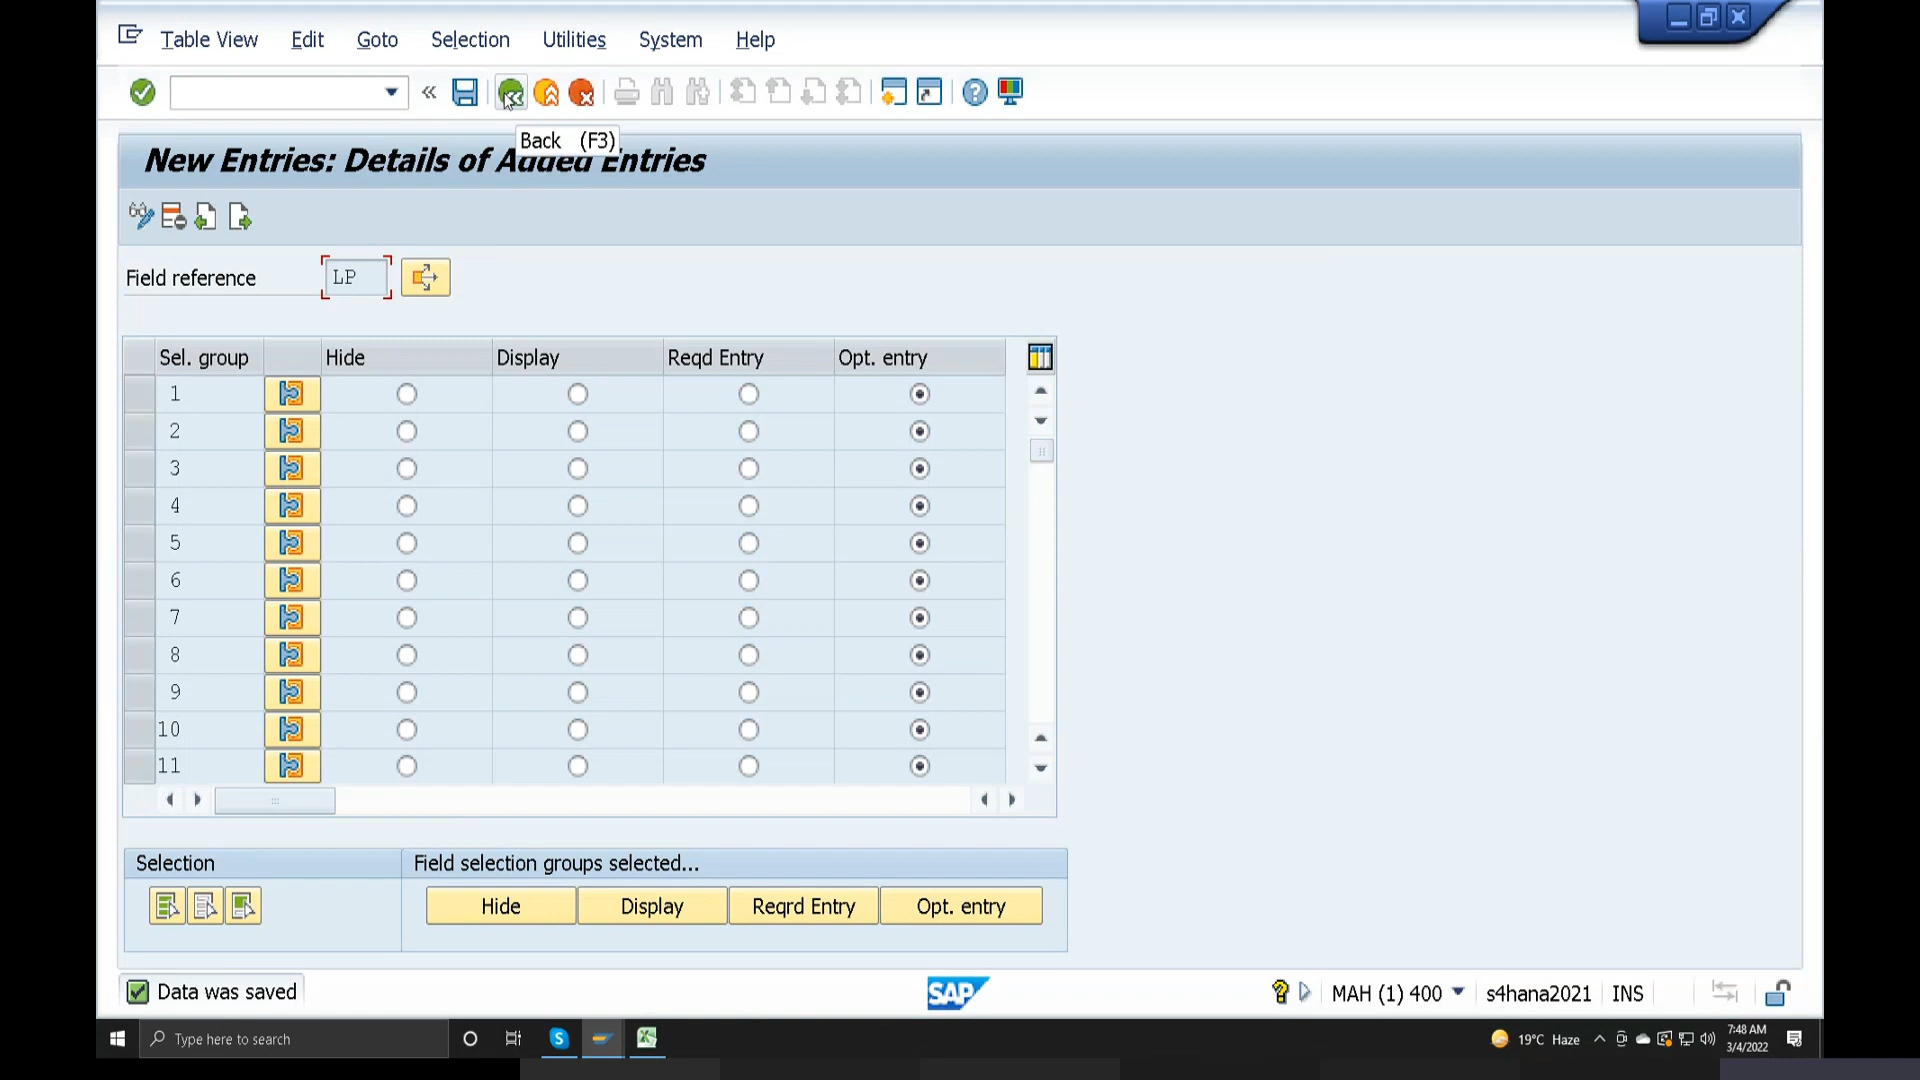 Table View Edit Goto Selection Utilities System Help
Back (F3)
New Entries: Details of Added Entries
Field reference LP
Sel. group Hide Display Reqd Entry Opt. entry
1
2
3
4
5
6
7
8
9
10
11
Selection Field selection groups selected...
Hide Display Reqrd Entry Opt. entry
Data was saved SAP MAH (1) 400 s4hana2021 INS
Type here to search 19°C Haze 7:48 AM
3/4/2022